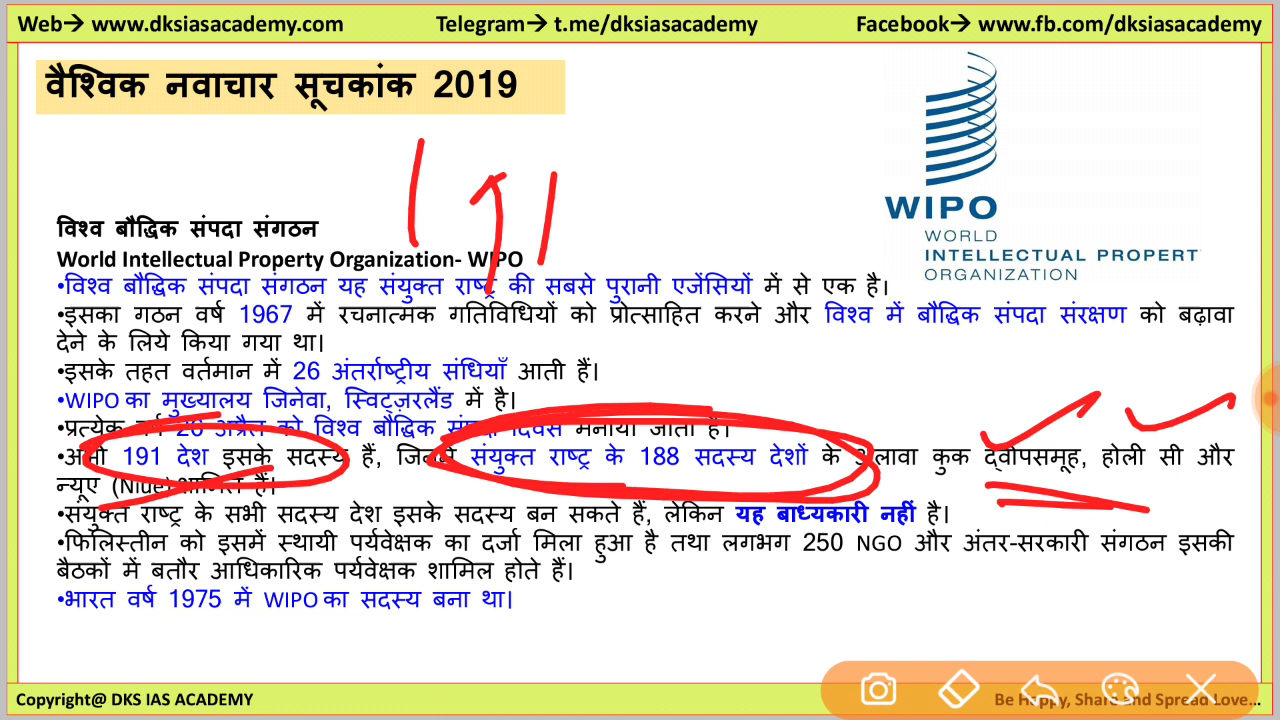 Web→ www.dksiasacademy.com Telegram→ t.me/dksiasacademy Facebook→ www.fb.com/dksiasacademy
वैश्विक नवाचार सूचकांक 2019
WIPO
WORLD
INTELLECTUAL PROPERT
ORGANIZATION
विश्व बौद्धिक संपदा संगठन
World Intellectual Property Organization- WIPO
•विश्व बौद्धिक संपदा संगठन यह संयुक्त राष्ट्र की सबसे पुरानी एजेंसियों में से एक है।
•इसका गठन वर्ष 1967 में रचनात्मक गतिविधियों को प्रोत्साहित करने और विश्व में बौद्धिक संपदा संरक्षण को बढ़ावा
देने के लिये किया गया था।
•इसके तहत वर्तमान में 26 अंतर्राष्ट्रीय संधियाँ आती हैं।
•WIPO का मुख्यालय जिनेवा, स्विट्ज़रलैंड में है।
•प्रत्येक वर्ष 26 अप्रैल को विश्व बौद्धिक संपदा दिवस मनाया जाता है।
•अभी 191 देश इसके सदस्य हैं, जिनमें संयुक्त राष्ट्र के 188 सदस्य देशों के अलावा कुक द्वीपसमूह, होली सी और
न्यूए (Niue) शामिल हैं।
•संयुक्त राष्ट्र के सभी सदस्य देश इसके सदस्य बन सकते हैं, लेकिन यह बाध्यकारी नहीं है।
•फिलिस्तीन को इसमें स्थायी पर्यवेक्षक का दर्जा मिला हुआ है तथा लगभग 250 NGO और अंतर-सरकारी संगठन इसकी
बैठकों में बतौर आधिकारिक पर्यवेक्षक शामिल होते हैं।
•भारत वर्ष 1975 में WIPO का सदस्य बना था।
Copyright@ DKS IAS ACADEMY Be Happy, Share and Spread Love...